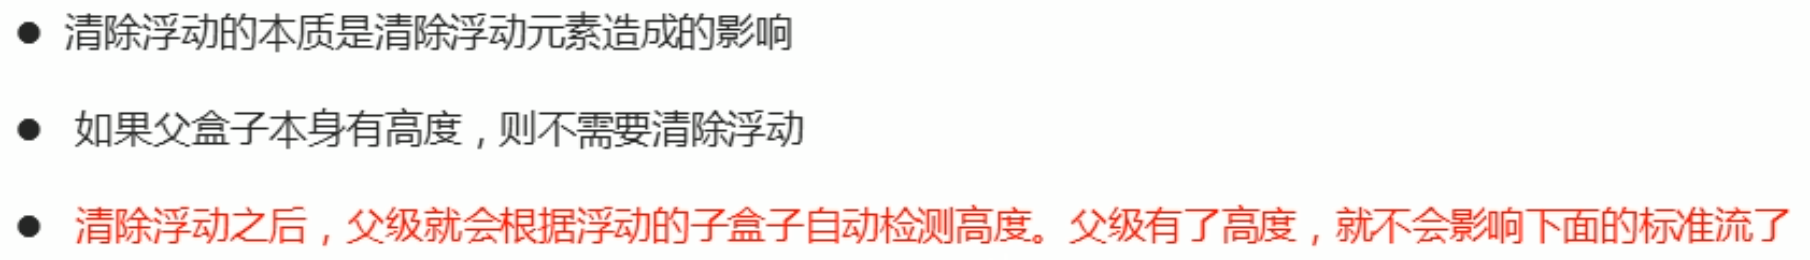 ● 清除浮动的本质是清除浮动元素造成的影响
● 如果父盒子本身有高度，则不需要清除浮动
● 清除浮动之后，父级就会根据浮动的子盒子自动检测高度。父级有了高度，就不会影响下面的标准流了